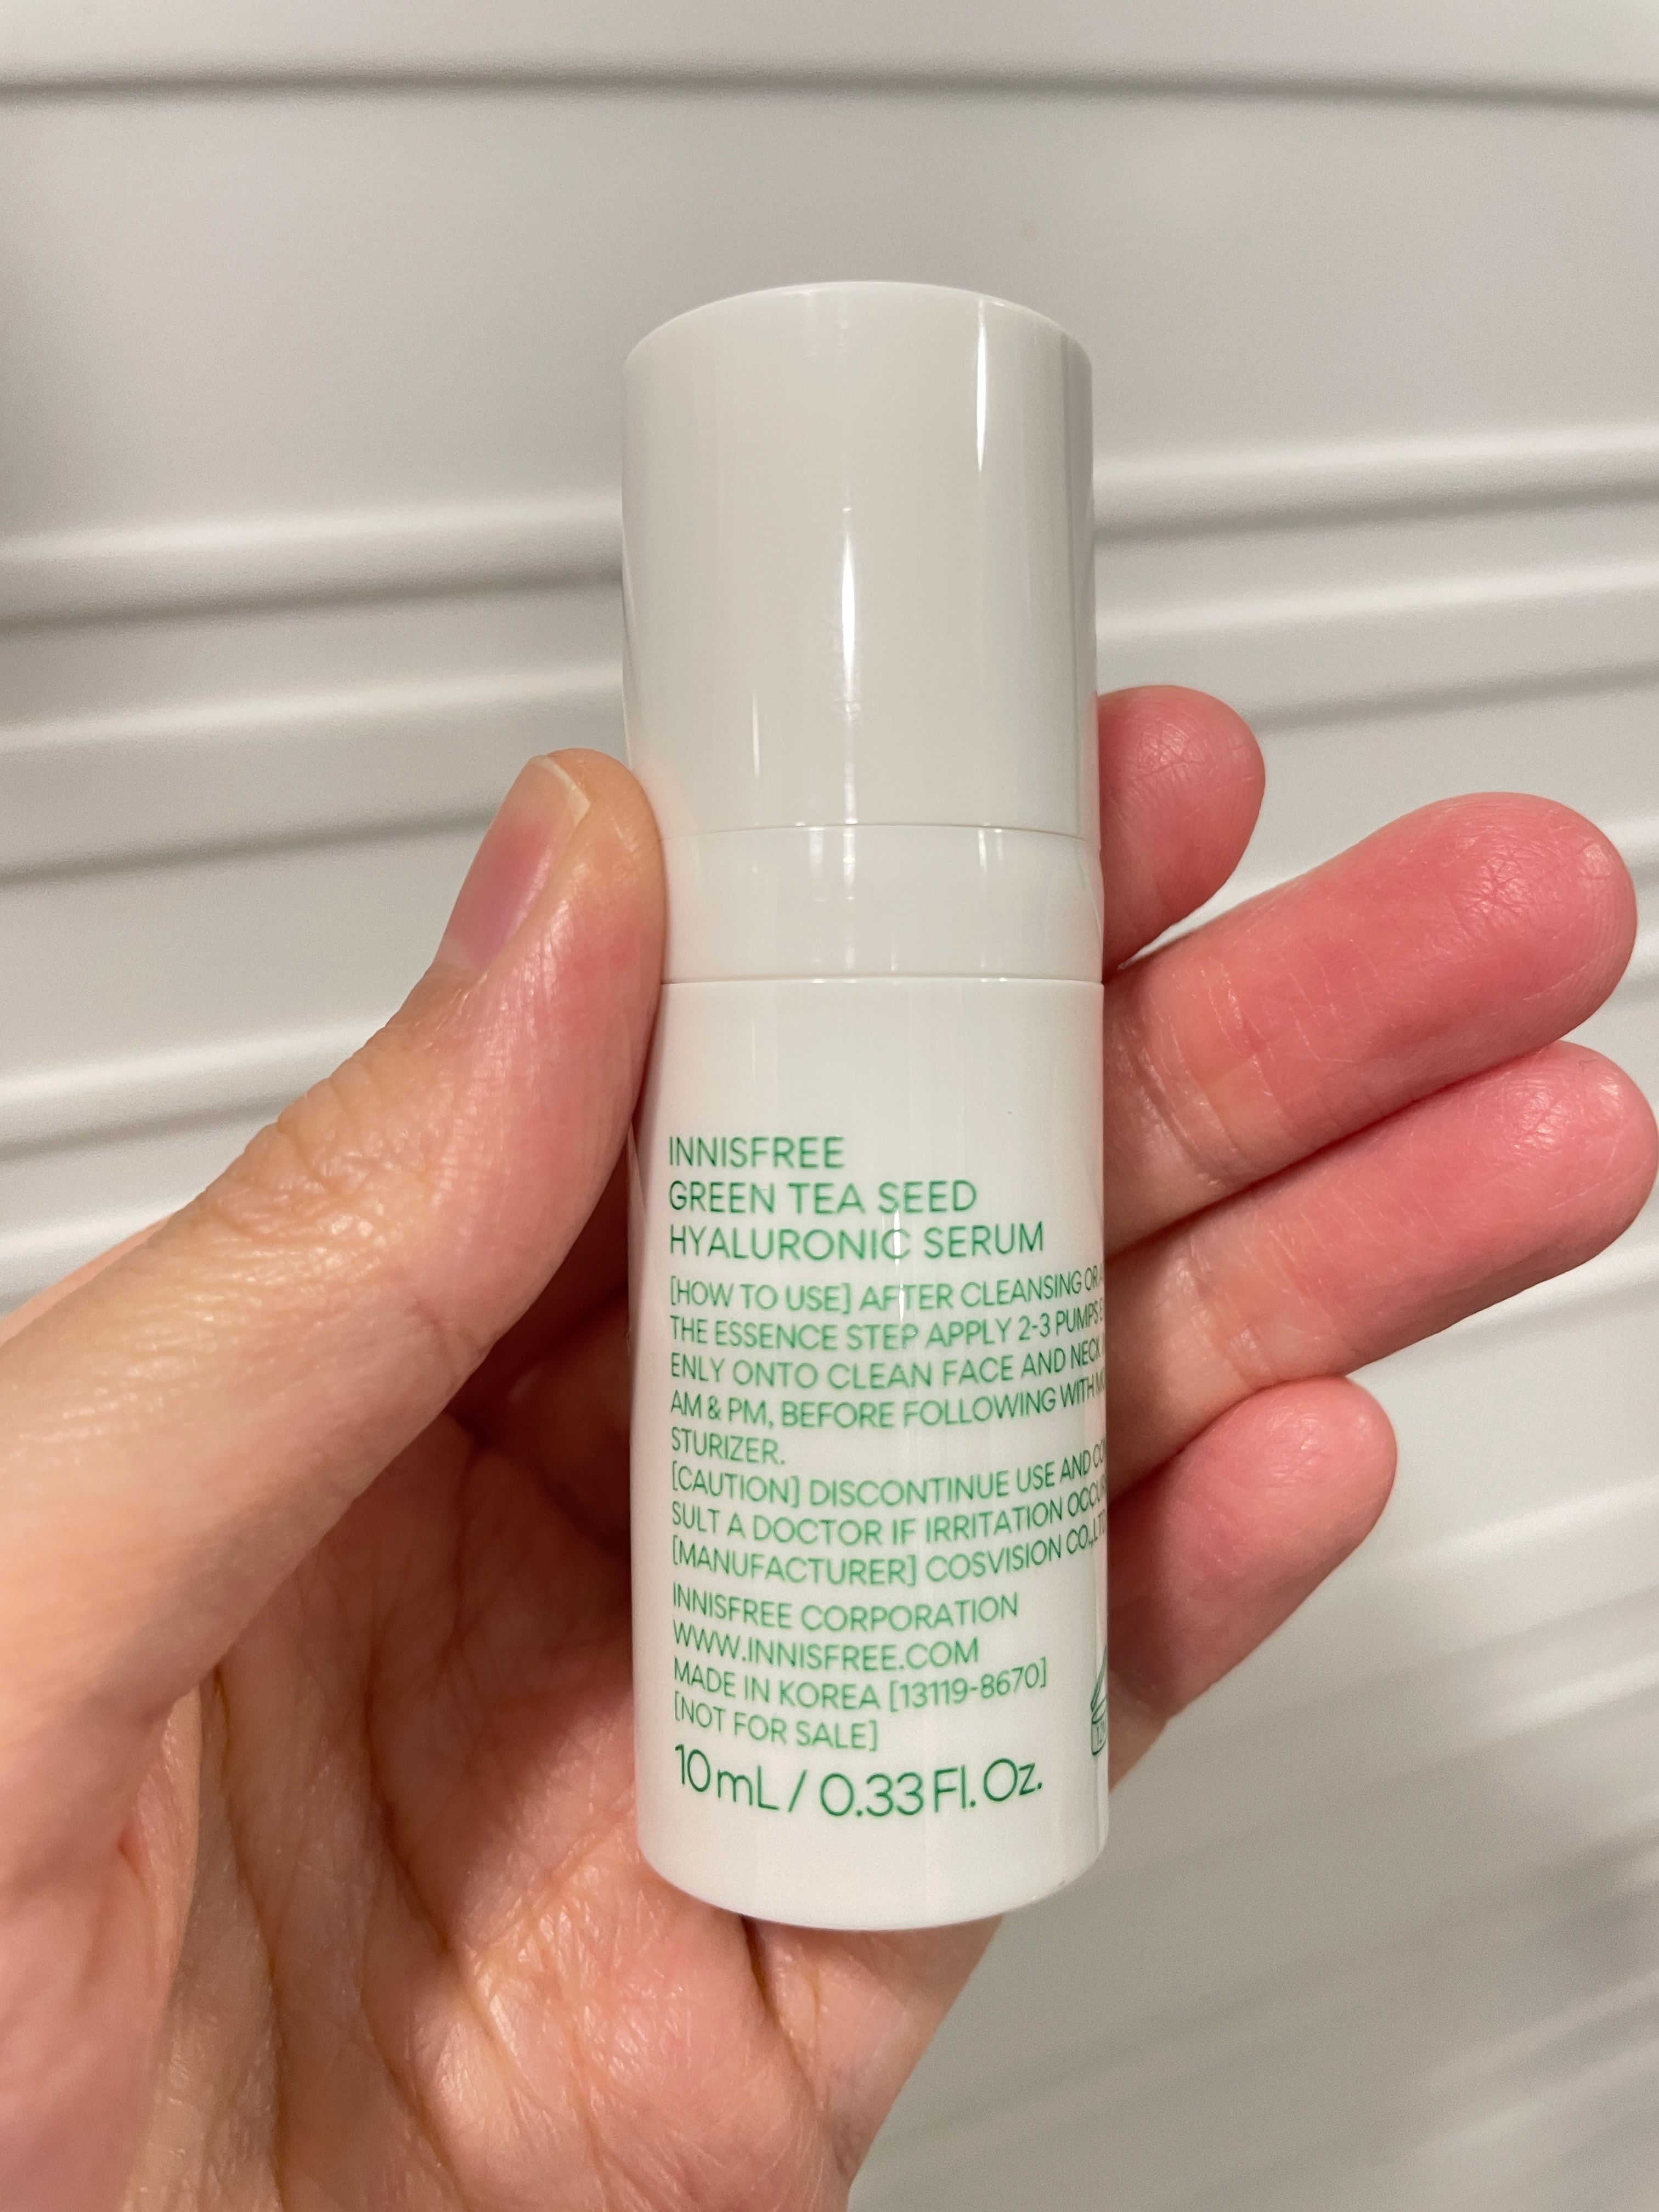 INNISFREE
GREEN TEA SEED
HYALURONIC SERUM
[HOW TO USE] AFTER CLEANSING OR
THE ESSENCE STEP APPLY 2-3 PUMPS
ENLY ONTO CLEAN FACE AND NECK
AM & PM, BEFORE FOLLOWING WITH
STURIZER.
[CAUTION] DISCONTINUE USE AND
SULT A DOCTOR IF IRRITATION
[MANUFACTURER] COSVISION CO.,LTD
INNISFREE CORPORATION
WWW.INNISFREE.COM
MADE IN KOREA [13119-8670]
[NOT FOR SALE]
10 mL / 0.33 Fl. Oz.